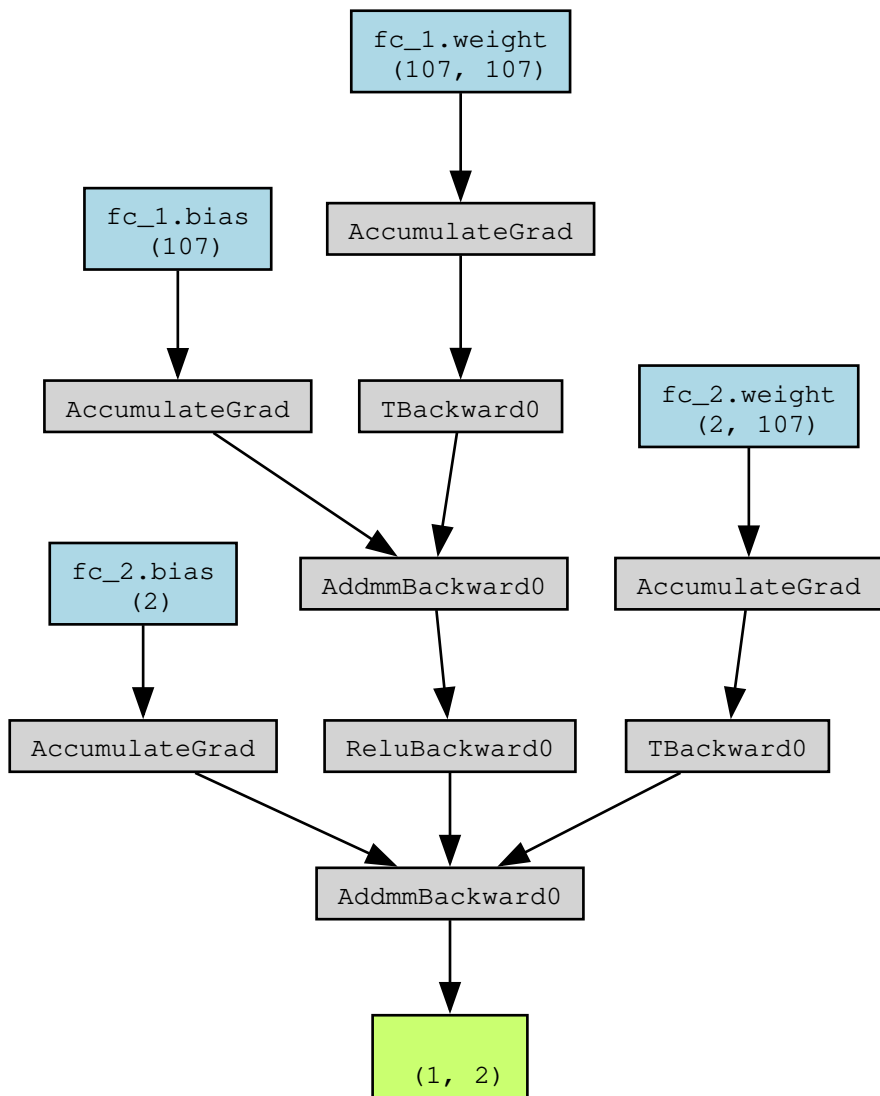 fc_1.weight
(107, 107)
fc_1.bias
(107)
AccumulateGrad
AccumulateGrad
TBackward0
fc_2.weight
(2, 107)
fc_2.bias
(2)
AddmmBackward0
AccumulateGrad
AccumulateGrad
ReluBackward0
TBackward0
AddmmBackward0
(1, 2)